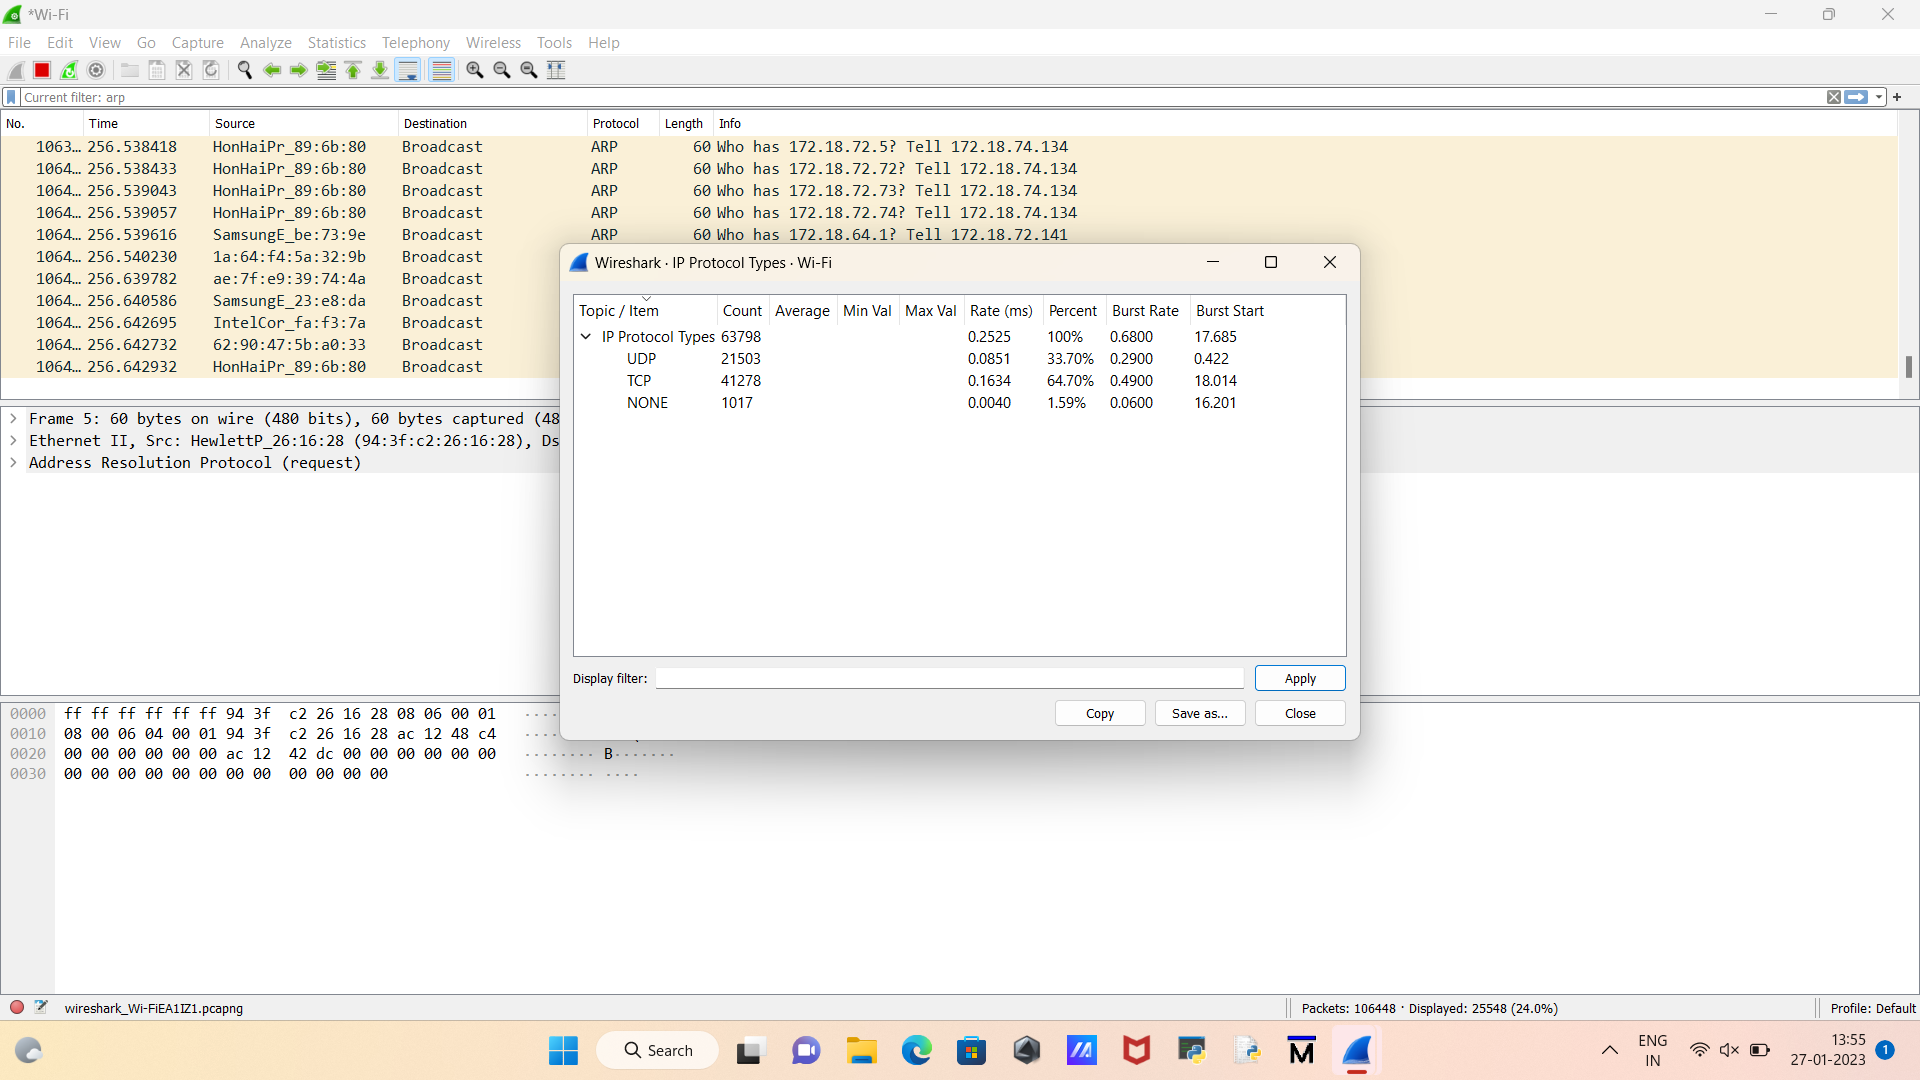 *Wi-Fi
File Edit View Go Capture Analyze Statistics Telephony Wireless Tools Help
Current filter: arp
No. Time Source Destination Protocol Length Info
1063… 256.538418 HonHaiPr_89:6b:80 Broadcast ARP 60 Who has 172.18.72.5? Tell 172.18.74.134
1064… 256.538433 HonHaiPr_89:6b:80 Broadcast ARP 60 Who has 172.18.72.72? Tell 172.18.74.134
1064… 256.539043 HonHaiPr_89:6b:80 Broadcast ARP 60 Who has 172.18.72.73? Tell 172.18.74.134
1064… 256.539057 HonHaiPr_89:6b:80 Broadcast ARP 60 Who has 172.18.72.74? Tell 172.18.74.134
1064… 256.539616 SamsungE_be:73:9e Broadcast ARP 60 Who has 172.18.64.1? Tell 172.18.72.141
1064… 256.540230 1a:64:f4:5a:32:9b Broadcast
1064… 256.639782 ae:7f:e9:39:74:4a Broadcast
1064… 256.640586 SamsungE_23:e8:da Broadcast
1064… 256.642695 IntelCor_fa:f3:7a Broadcast
1064… 256.642732 62:90:47:5b:a0:33 Broadcast
1064… 256.642932 HonHaiPr_89:6b:80 Broadcast
Wireshark · IP Protocol Types · Wi-Fi
Topic / Item Count Average Min Val Max Val Rate (ms) Percent Burst Rate Burst Start
IP Protocol Types 63798 0.2525 100% 0.6800 17.685
UDP 21503 0.0851 33.70% 0.2900 0.422
TCP 41278 0.1634 64.70% 0.4900 18.014
NONE 1017 0.0040 1.59% 0.0600 16.201
Display filter: Apply
Copy Save as... Close
Frame 5: 60 bytes on wire (480 bits), 60 bytes captured (48
Ethernet II, Src: HewlettP_26:16:28 (94:3f:c2:26:16:28), Ds
Address Resolution Protocol (request)
0000 ff ff ff ff ff ff 94 3f c2 26 16 28 08 06 00 01 ····
0010 08 00 06 04 00 01 94 3f c2 26 16 28 ac 12 48 c4 ····
0020 00 00 00 00 00 00 ac 12 42 dc 00 00 00 00 00 00 ········ B·······
0030 00 00 00 00 00 00 00 00 00 00 00 00 ········ ····
wireshark_Wi-FiEA1IZ1.pcapng Packets: 106448 · Displayed: 25548 (24.0%) Profile: Default
Search
ENG
IN
13:55
27-01-2023
1